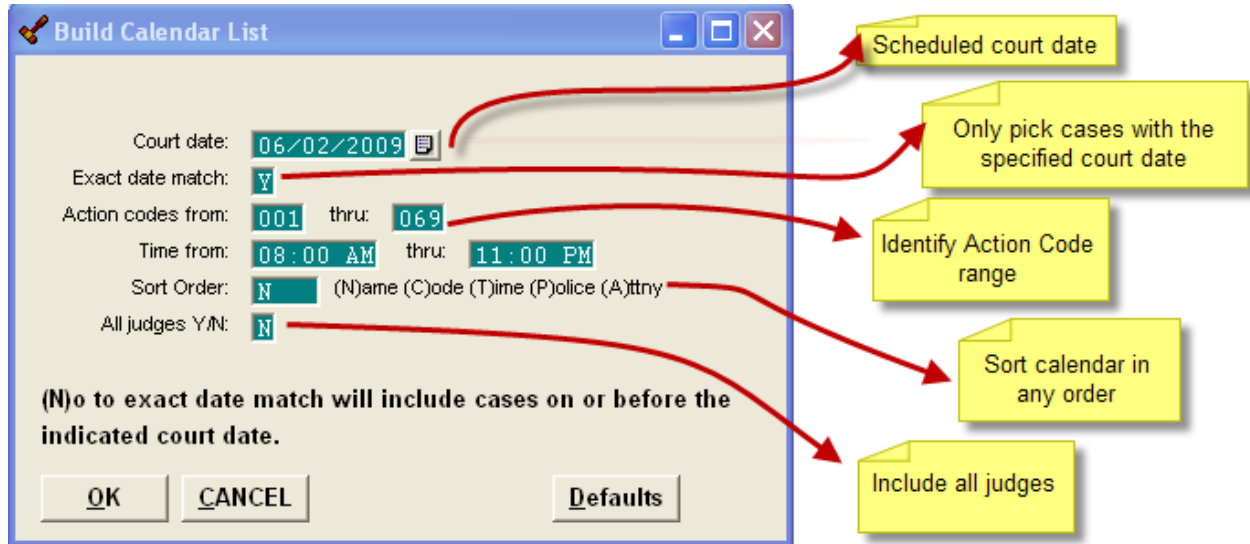 Build Calendar List
Scheduled court date
Only pick cases with the
specified court date
Court date: 06/02/2009
Exact date match: Y
Action codes from: 001 thru: 069
Identify Action Code
range
Time from: 08:00 AM thru: 11:00 PM
Sort Order: N (N)ame (C)ode (T)ime (P)olice (A)ttny
All judges Y/N: N
Sort calendar in
any order
(N)o to exact date match will include cases on or before the
indicated court date.
Include all judges
OK CANCEL Defaults